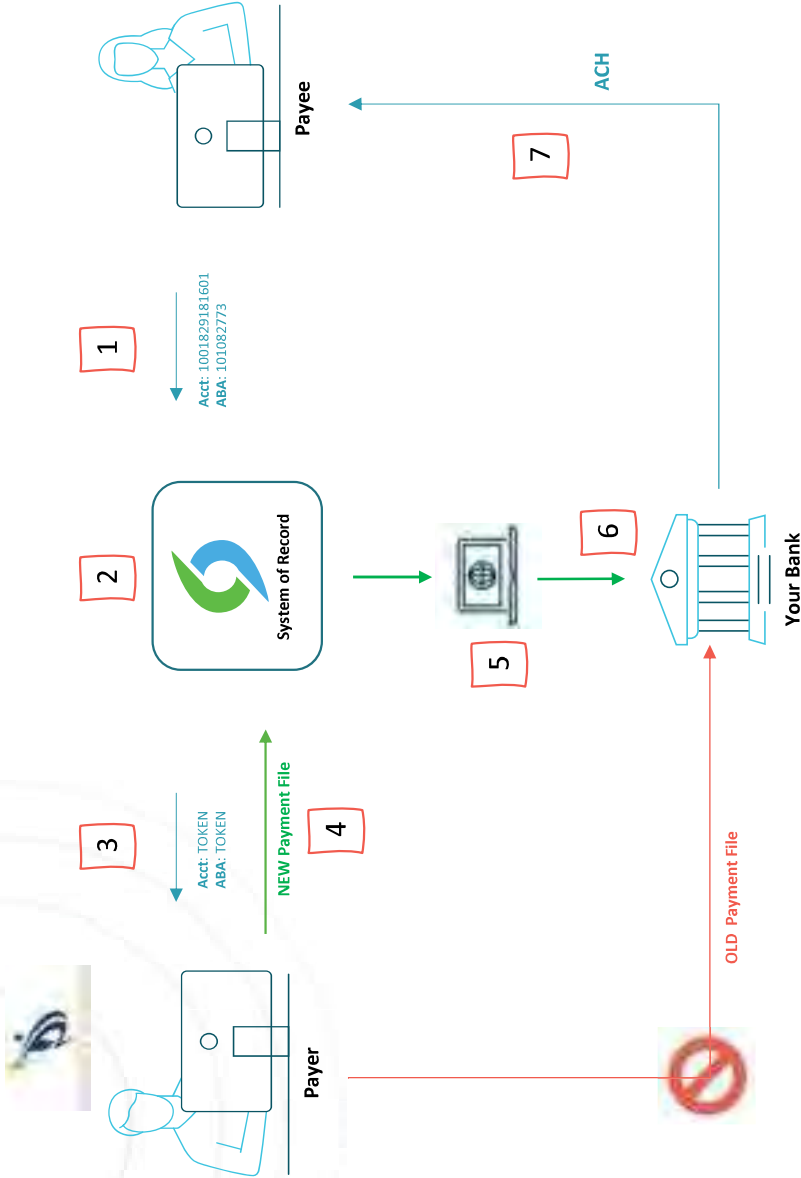 3
2
1
Acct: TOKEN
ABA: TOKEN
System of Record
Acct: 1001829181601
ABA: 101082773
Payer
NEW Payment File
4
Payee
5
6
7
OLD Payment File
Your Bank
ACH